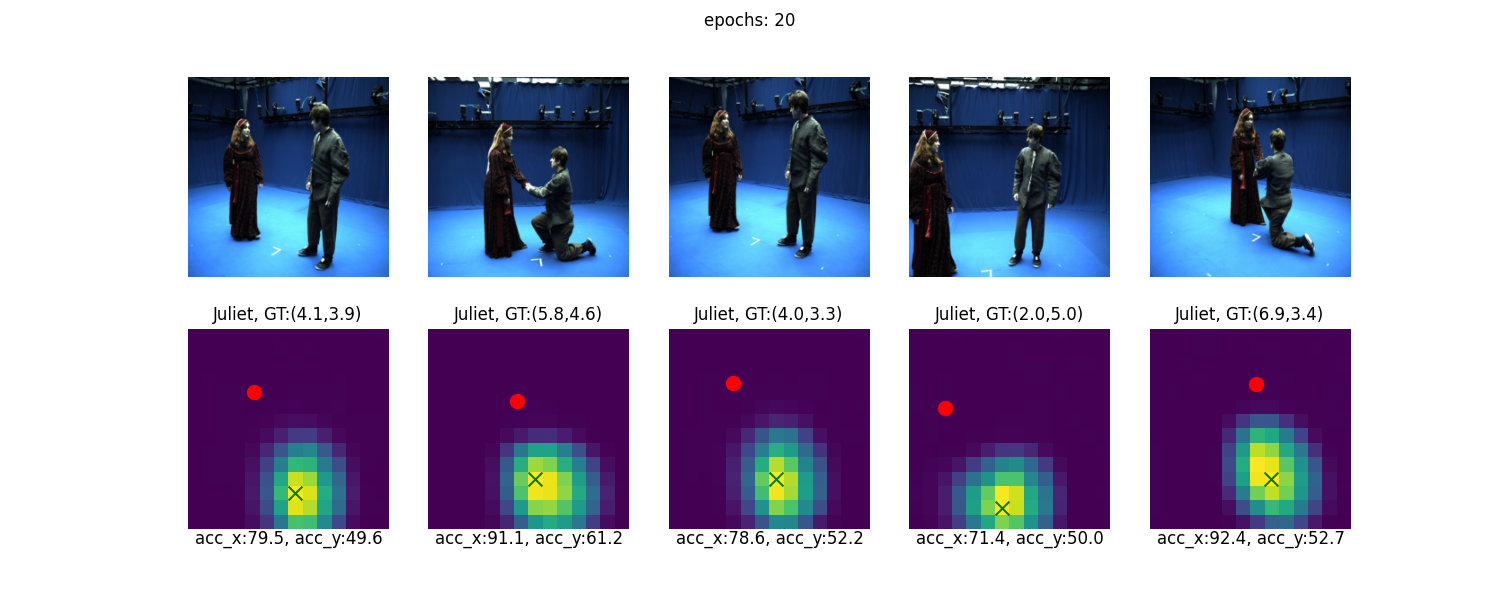 epochs: 20
Juliet, GT:(4.1,3.9)
Juliet, GT:(5.8,4.6)
Juliet, GT:(4.0,3.3)
Juliet, GT:(2.0,5.0)
Juliet, GT:(6.9,3.4)
acc_x:79.5, acc_y:49.6
acc_x:91.1, acc_y:61.2
acc_x:78.6, acc_y:52.2
acc_x:71.4, acc_y:50.0
acc_x:92.4, acc_y:52.7